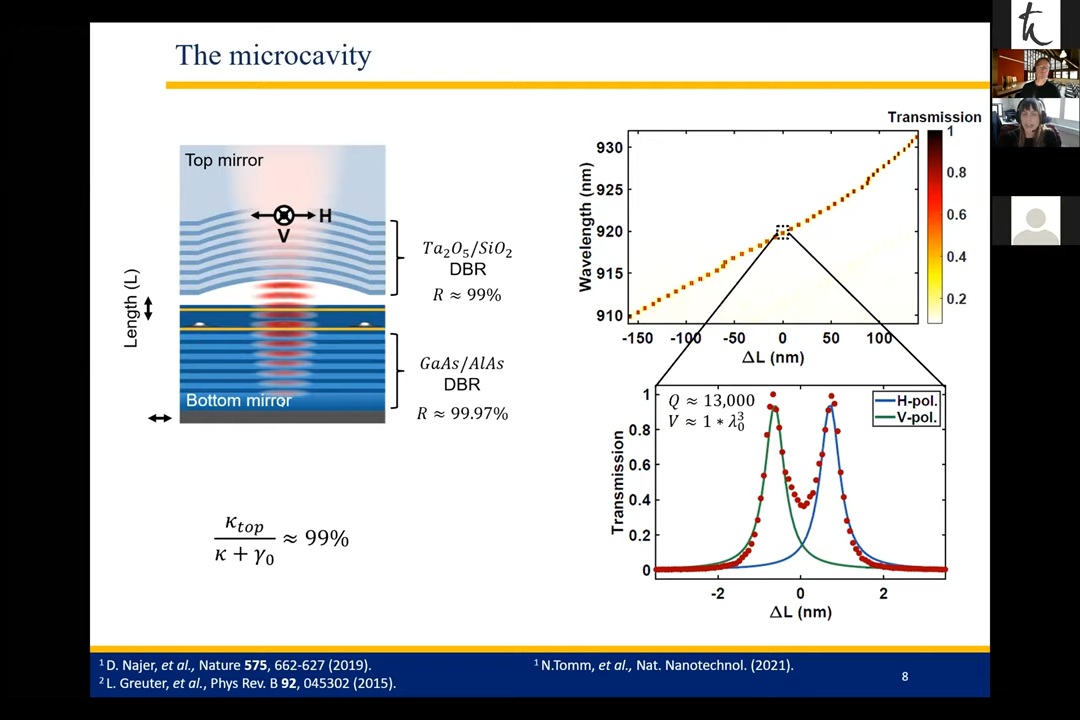 The microcavity
Top mirror
H
V
Length (L)
Bottom mirror
Ta₂O₅/SiO₂
DBR
R ≈ 99%
GaAs/AlAs
DBR
R ≈ 99.97%
κ_top / κ + γ₀ ≈ 99%
Transmission
1
0.8
0.6
0.4
0.2
Wavelength (nm)
930
925
920
915
910
-150 -100 -50 0 50 100
ΔL (nm)
Q ≈ 13,000
V ≈ 1 * λ₀³
H-pol.
V-pol.
Transmission
1
0.8
0.6
0.4
0.2
0
-2 0 2
ΔL (nm)
¹ D. Najer, et al., Nature 575, 662-627 (2019).
² L. Greuter, et al., Phys Rev. B 92, 045302 (2015).
¹ N.Tomm, et al., Nat. Nanotechnol. (2021).
8